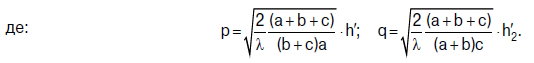 де: p = √(2/λ (a+b+c)/((b+c)a)) · h′; q = √(2/λ (a+b+c)/((a+b)c)) · h′₂.